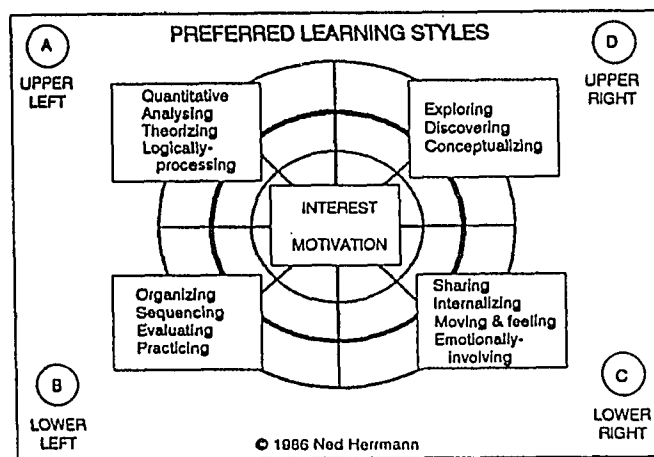 PREFERRED LEARNING STYLES
A
UPPER
LEFT
D
UPPER
RIGHT
Quantitative
Analysing
Theorizing
Logically-
processing
Exploring
Discovering
Conceptualizing
INTEREST
MOTIVATION
Organizing
Sequencing
Evaluating
Practicing
Sharing
Internalizing
Moving & feeling
Emotionally-
involving
B
LOWER
LEFT
C
LOWER
RIGHT
© 1986 Ned Herrmann